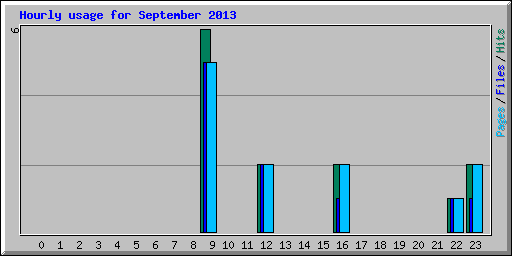 Hourly usage for September 2013
6
Pages/Files/Hits
0 1 2 3 4 5 6 7 8 9 10 11 12 13 14 15 16 17 18 19 20 21 22 23